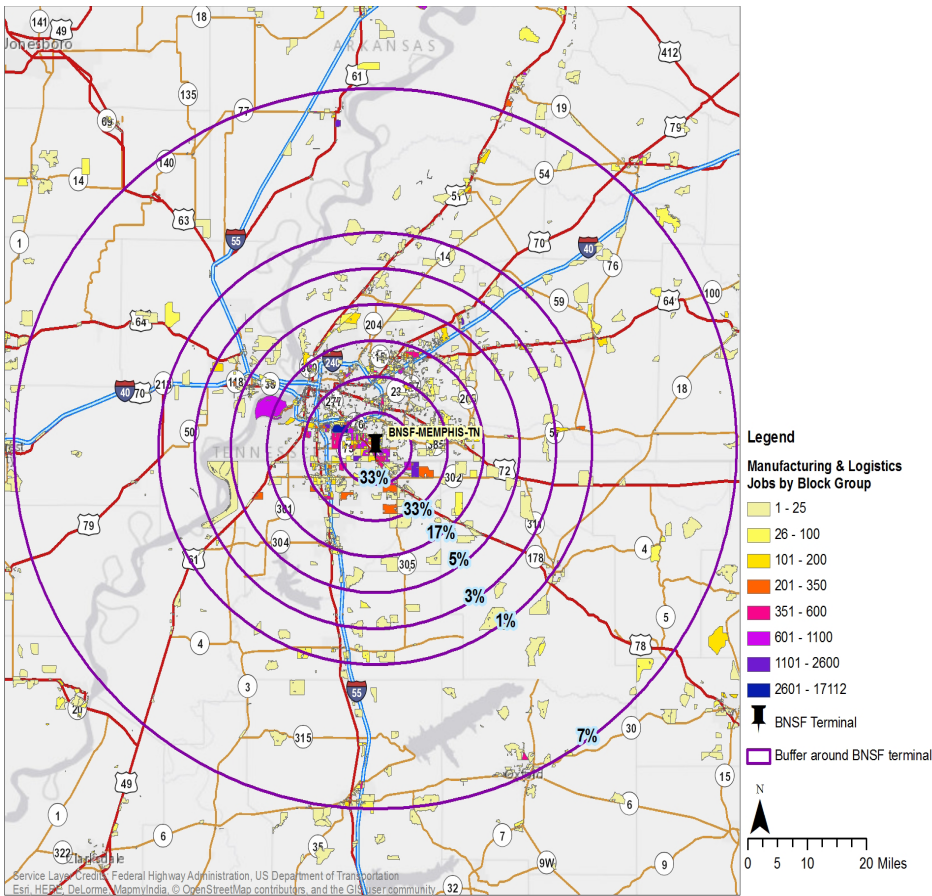 141
49
18
Jonesboro
ARKANSAS
412
61
135
77
19
69
79
140
54
14
51
63
1
55
70
40
14
76
59
100
64
64
204
240
40
70
118
38
18
277
50
BNSF-MEMPHIS-TN
TENNESS
72
302
33%
33%
301
17%
79
304
5%
178
4
61
305
3%
1%
5
4
78
3
55
315
7%
30
49
15
Oxford
1
6
6
7
35
322
Clarksdale
9W
9
32
Service Layer Credits: Federal Highway Administration, US Department of Transportation
Esri, HERE, DeLorme, MapmyIndia, © OpenStreetMap contributors, and the GIS user community
Legend
Manufacturing & Logistics
Jobs by Block Group
1 - 25
26 - 100
101 - 200
201 - 350
351 - 600
601 - 1100
1101 - 2600
2601 - 17112
BNSF Terminal
Buffer around BNSF terminal
N
0 5 10 20 Miles